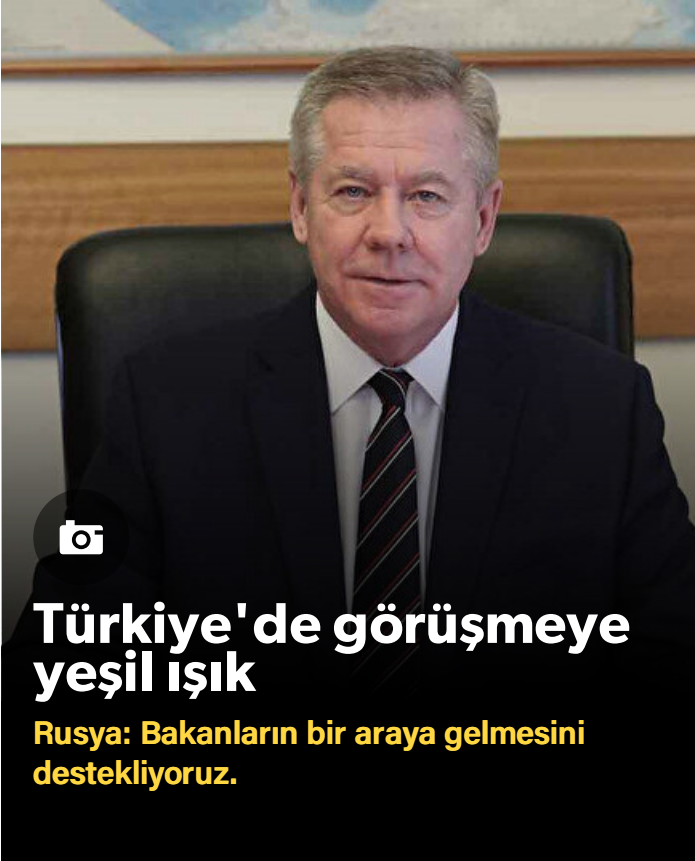 Türkiye'de görüşmeye
yeşil ışık
Rusya: Bakanların bir araya gelmesini
destekliyoruz.